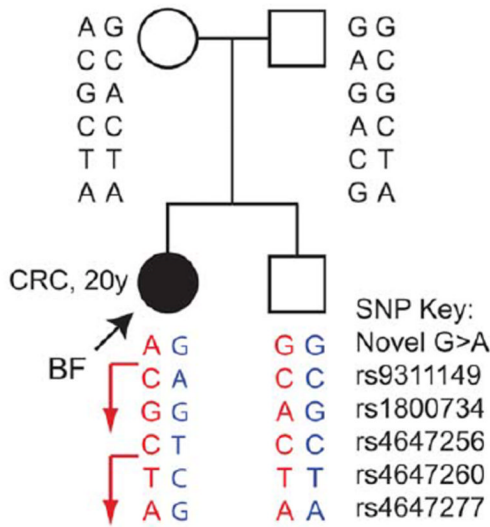 A G
C C
G A
C C
T T
A A
G G
A C
G G
A C
C T
G A
CRC, 20y
BF
A G
C A
G G
C T
T C
A G
G G
C C
A G
C C
T T
A A
SNP Key:
Novel G>A
rs9311149
rs1800734
rs4647256
rs4647260
rs4647277